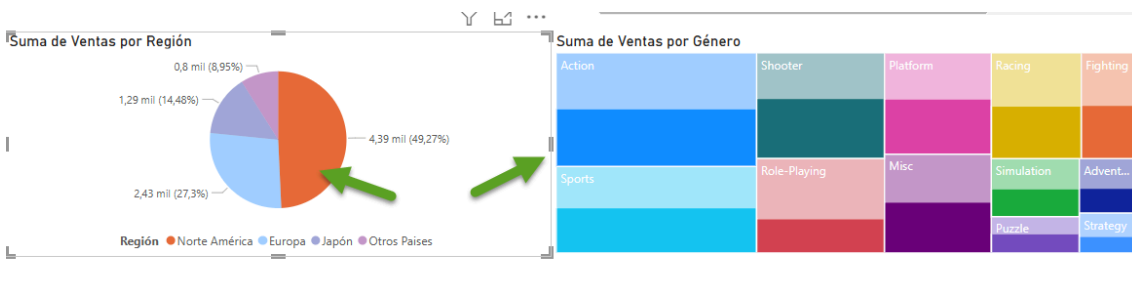 Suma de Ventas por Región
0,8 mil (8,95%)
1,29 mil (14,48%)
4,39 mil (49,27%)
2,43 mil (27,3%)
Región Norte América Europa Japón Otros Paises
Suma de Ventas por Género
Action
Shooter
Platform
Racing
Fighting
Sports
Role-Playing
Misc
Simulation
Advent...
Puzzle
Strategy